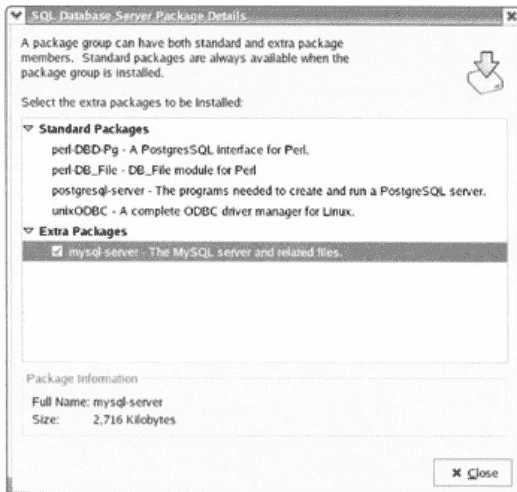 SQL Database Server Package Details
A package group can have both standard and extra package
members. Standard packages are always available when the
package group is installed.
Select the extra packages to be installed:
Standard Packages
perl-DBD-Pg - A PostgresSQL interface for Perl.
perl-DB_File - DB_File module for Perl
postgresql-server - The programs needed to create and run a PostgreSQL server.
unixODBC - A complete ODBC driver manager for Linux.
Extra Packages
mysql-server - The MySQL server and related files.
Package Information
Full Name: mysql-server
Size: 2,716 Kilobytes
Close